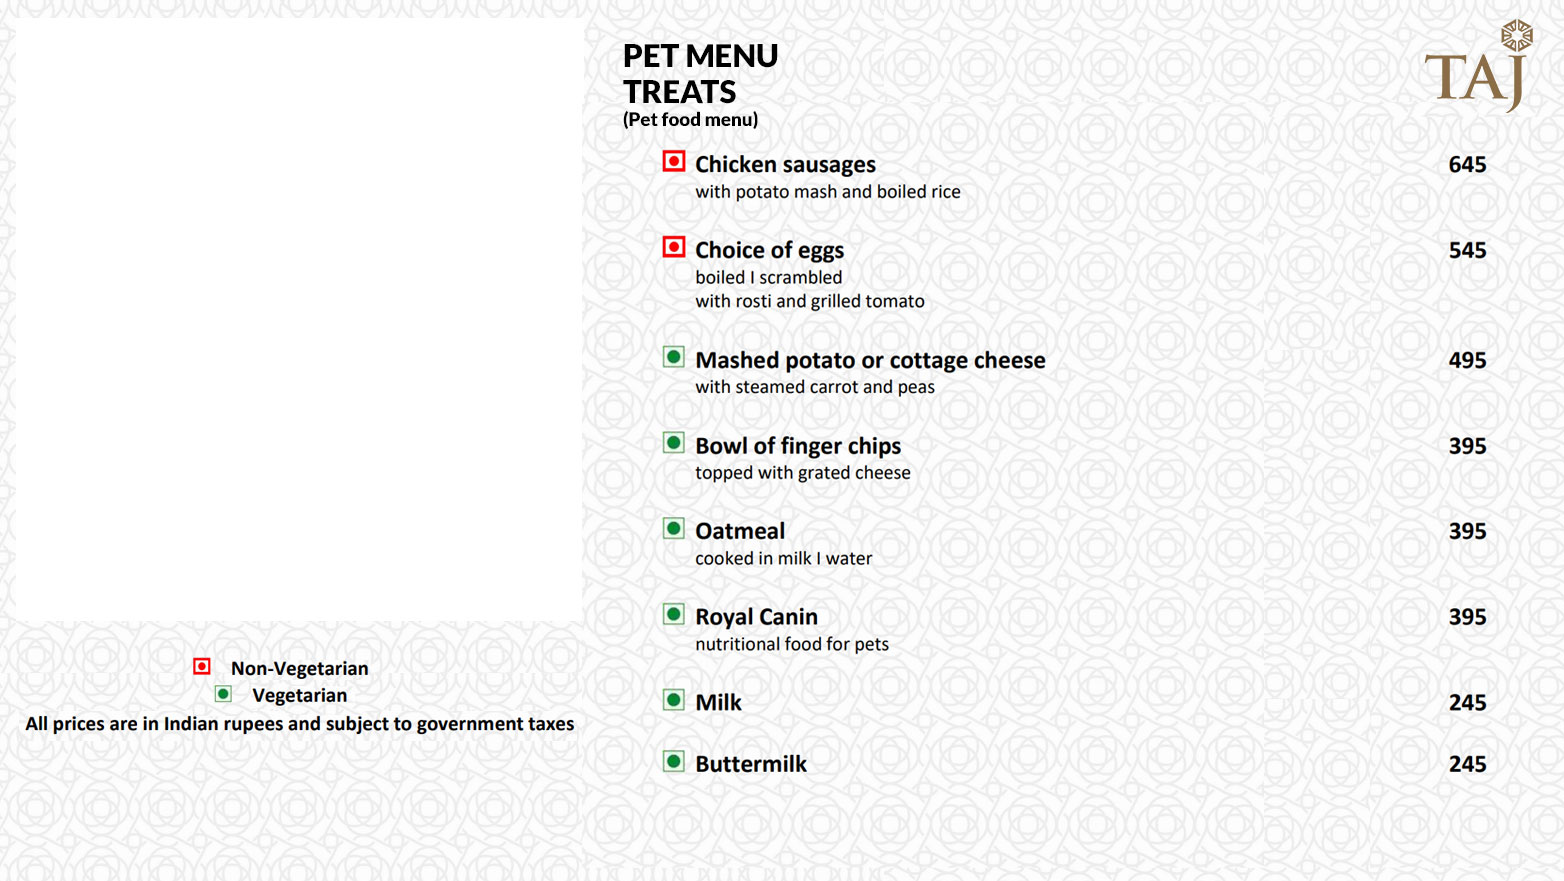 PET MENU
TREATS
(Pet food menu)
TAJ
Chicken sausages 645
with potato mash and boiled rice
Choice of eggs 545
boiled I scrambled
with rosti and grilled tomato
Mashed potato or cottage cheese 495
with steamed carrot and peas
Bowl of finger chips 395
topped with grated cheese
Oatmeal 395
cooked in milk I water
Royal Canin 395
nutritional food for pets
Milk 245
Buttermilk 245
Non-Vegetarian
Vegetarian
All prices are in Indian rupees and subject to government taxes